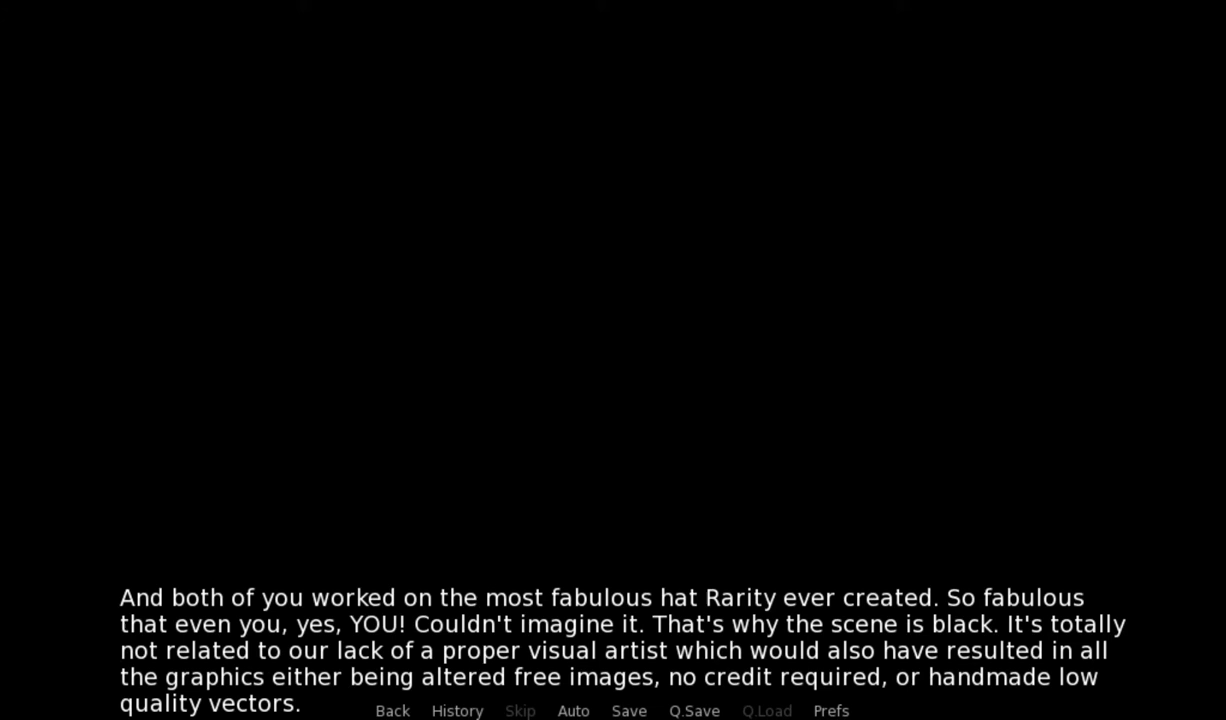 And both of you worked on the most fabulous hat Rarity ever created. So fabulous
that even you, yes, YOU! Couldn't imagine it. That's why the scene is black. It's totally
not related to our lack of a proper visual artist which would also have resulted in all
the graphics either being altered free images, no credit required, or handmade low
quality vectors.
Back History Skip Auto Save Q.Save Q.Load Prefs